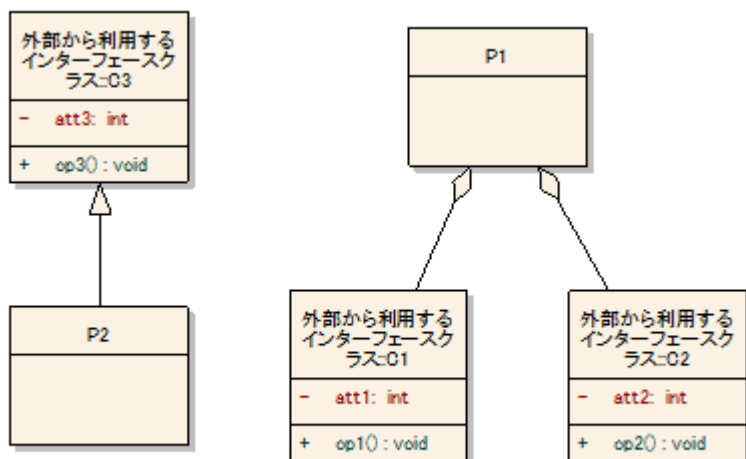 外部から利用する
インターフェースク
ラス::C3
- att3: int
+ op3() : void
P2
P1
外部から利用する
インターフェースク
ラス::C1
- att1: int
+ op1() : void
外部から利用する
インターフェースク
ラス::C2
- att2: int
+ op2() : void